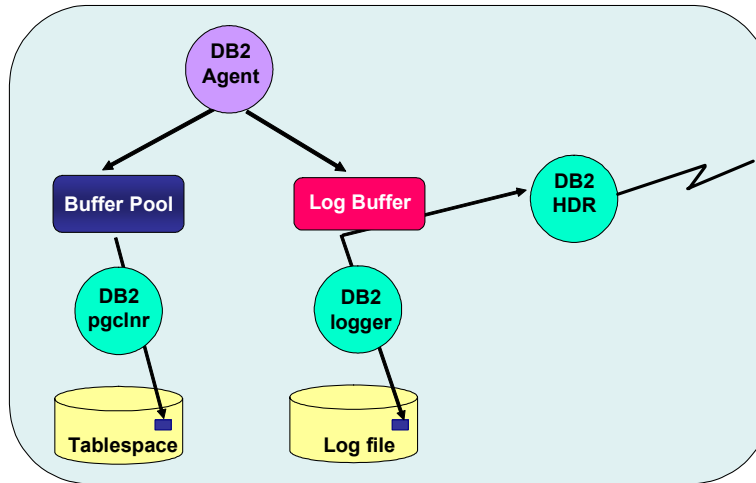 DB2
Agent
Buffer Pool
Log Buffer
DB2
HDR
DB2
pgclnr
DB2
logger
Tablespace
Log file